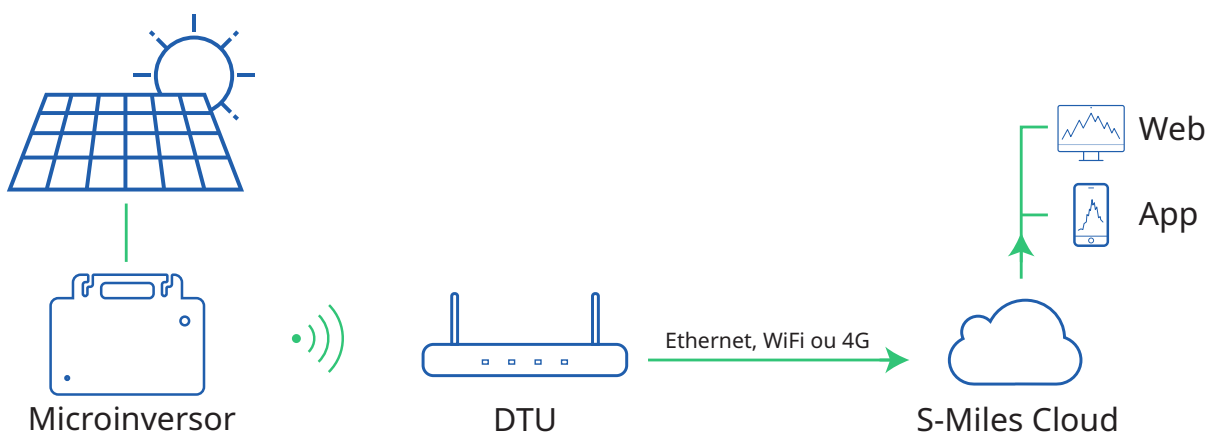 Web
App
Ethernet, WiFi ou 4G
Microinversor
DTU
S-Miles Cloud